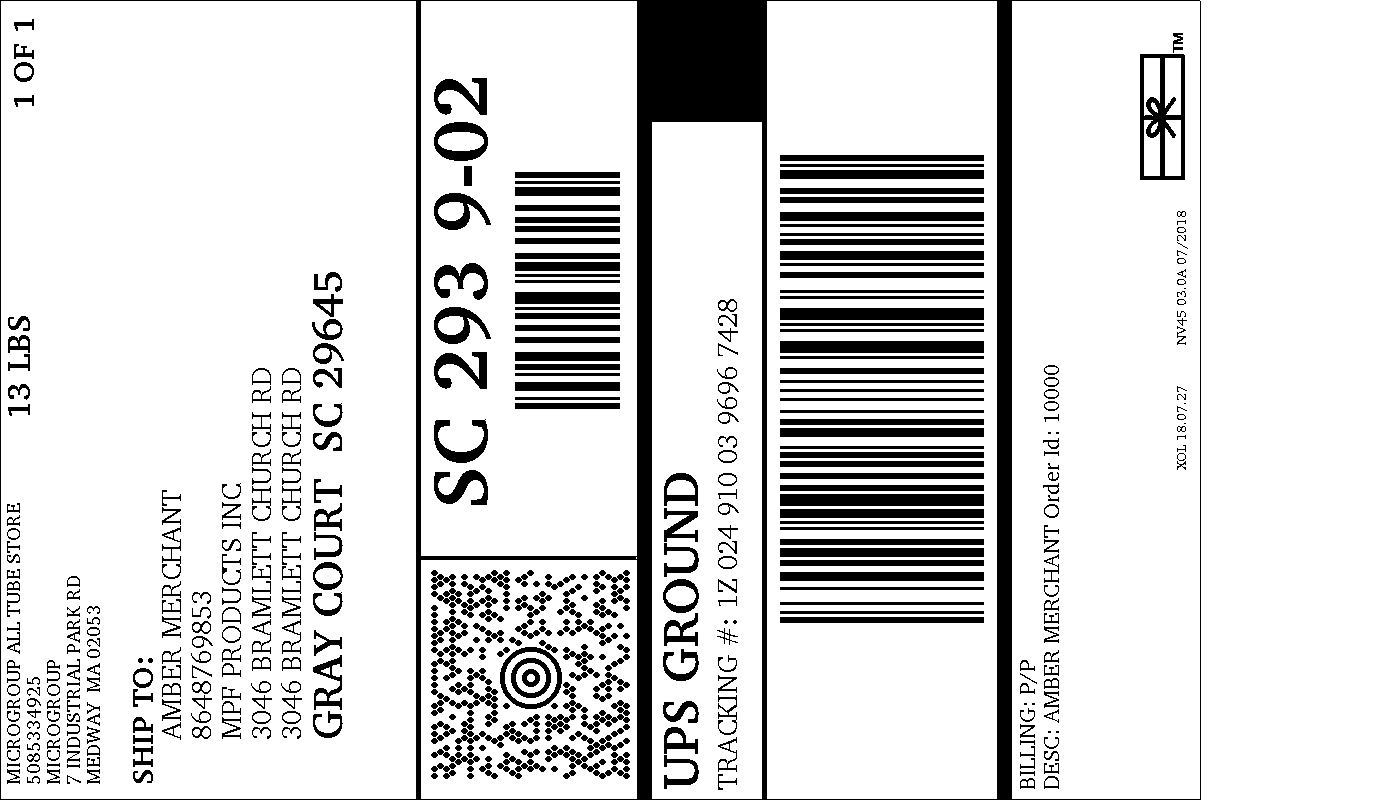 MICROGROUP ALL TUBE STORE
5085334925
MICROGROUP
7 INDUSTRIAL PARK RD
MEDWAY  MA 02053
13 LBS
1 OF 1
SHIP TO:
AMBER MERCHANT
8648769853
MPF PRODUCTS INC
3046 BRAMLETT CHURCH RD
3046 BRAMLETT CHURCH RD
GRAY COURT  SC 29645
SC 293 9-02
UPS GROUND
TRACKING #: 1Z 024 910 03 9696 7428
BILLING: P/P
DESC: AMBER MERCHANT Order Id: 10000
XOL 18.07.27
NV45 03.0A 07/2018
TM